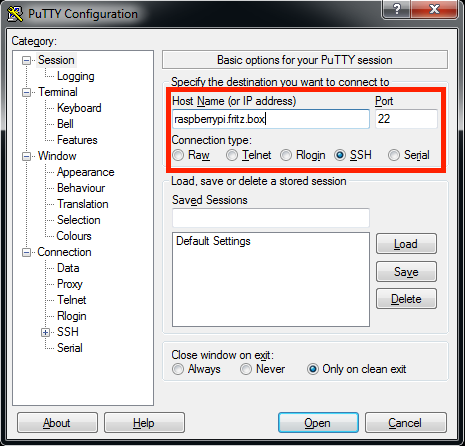 PuTTY Configuration
Category:
Session
Logging
Terminal
Keyboard
Bell
Features
Window
Appearance
Behaviour
Translation
Selection
Colours
Connection
Data
Proxy
Telnet
Rlogin
SSH
Serial
Basic options for your PuTTY session
Specify the destination you want to connect to
Host Name (or IP address) Port
raspberrypi.fritz.box 22
Connection type:
Raw Telnet Rlogin SSH Serial
Load, save or delete a stored session
Saved Sessions
Default Settings
Load
Save
Delete
Close window on exit:
Always Never Only on clean exit
About Help Open Cancel